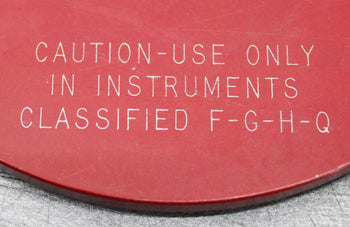 CAUTION-USE ONLY
IN INSTRUMENTS
CLASSIFIED F-G-H-Q